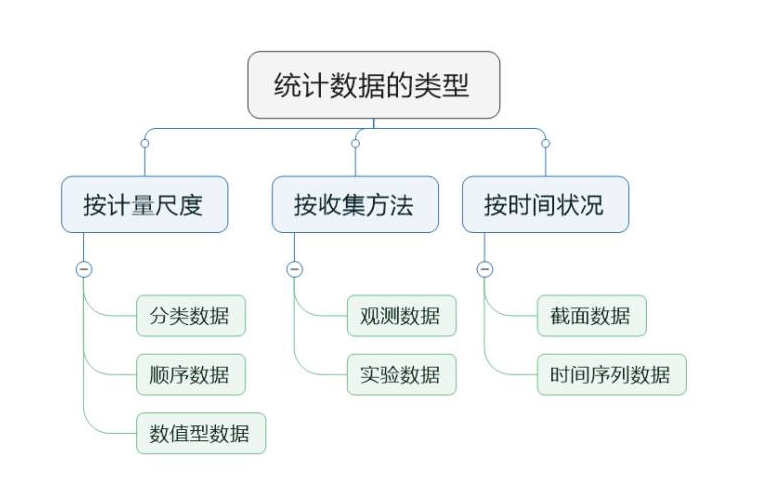 统计数据的类型
按计量尺度
按收集方法
按时间状况
分类数据
观测数据
截面数据
顺序数据
实验数据
时间序列数据
数值型数据